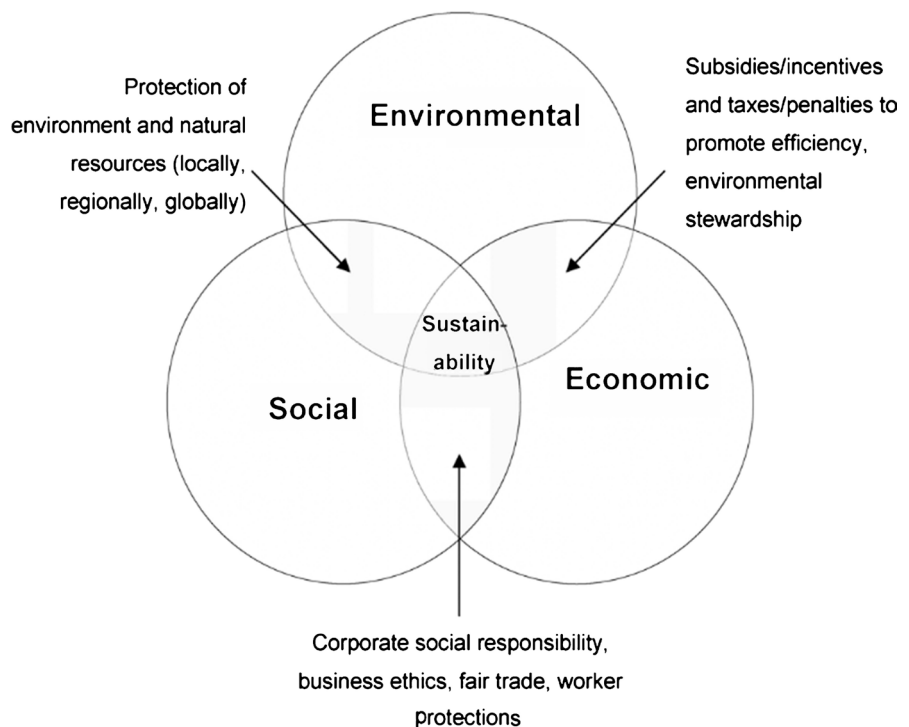 Protection of
environment and natural
resources (locally,
regionally, globally)
Environmental
Subsidies/incentives
and taxes/penalties to
promote efficiency,
environmental
stewardship
Sustain-
ability
Social
Economic
Corporate social responsibility,
business ethics, fair trade, worker
protections